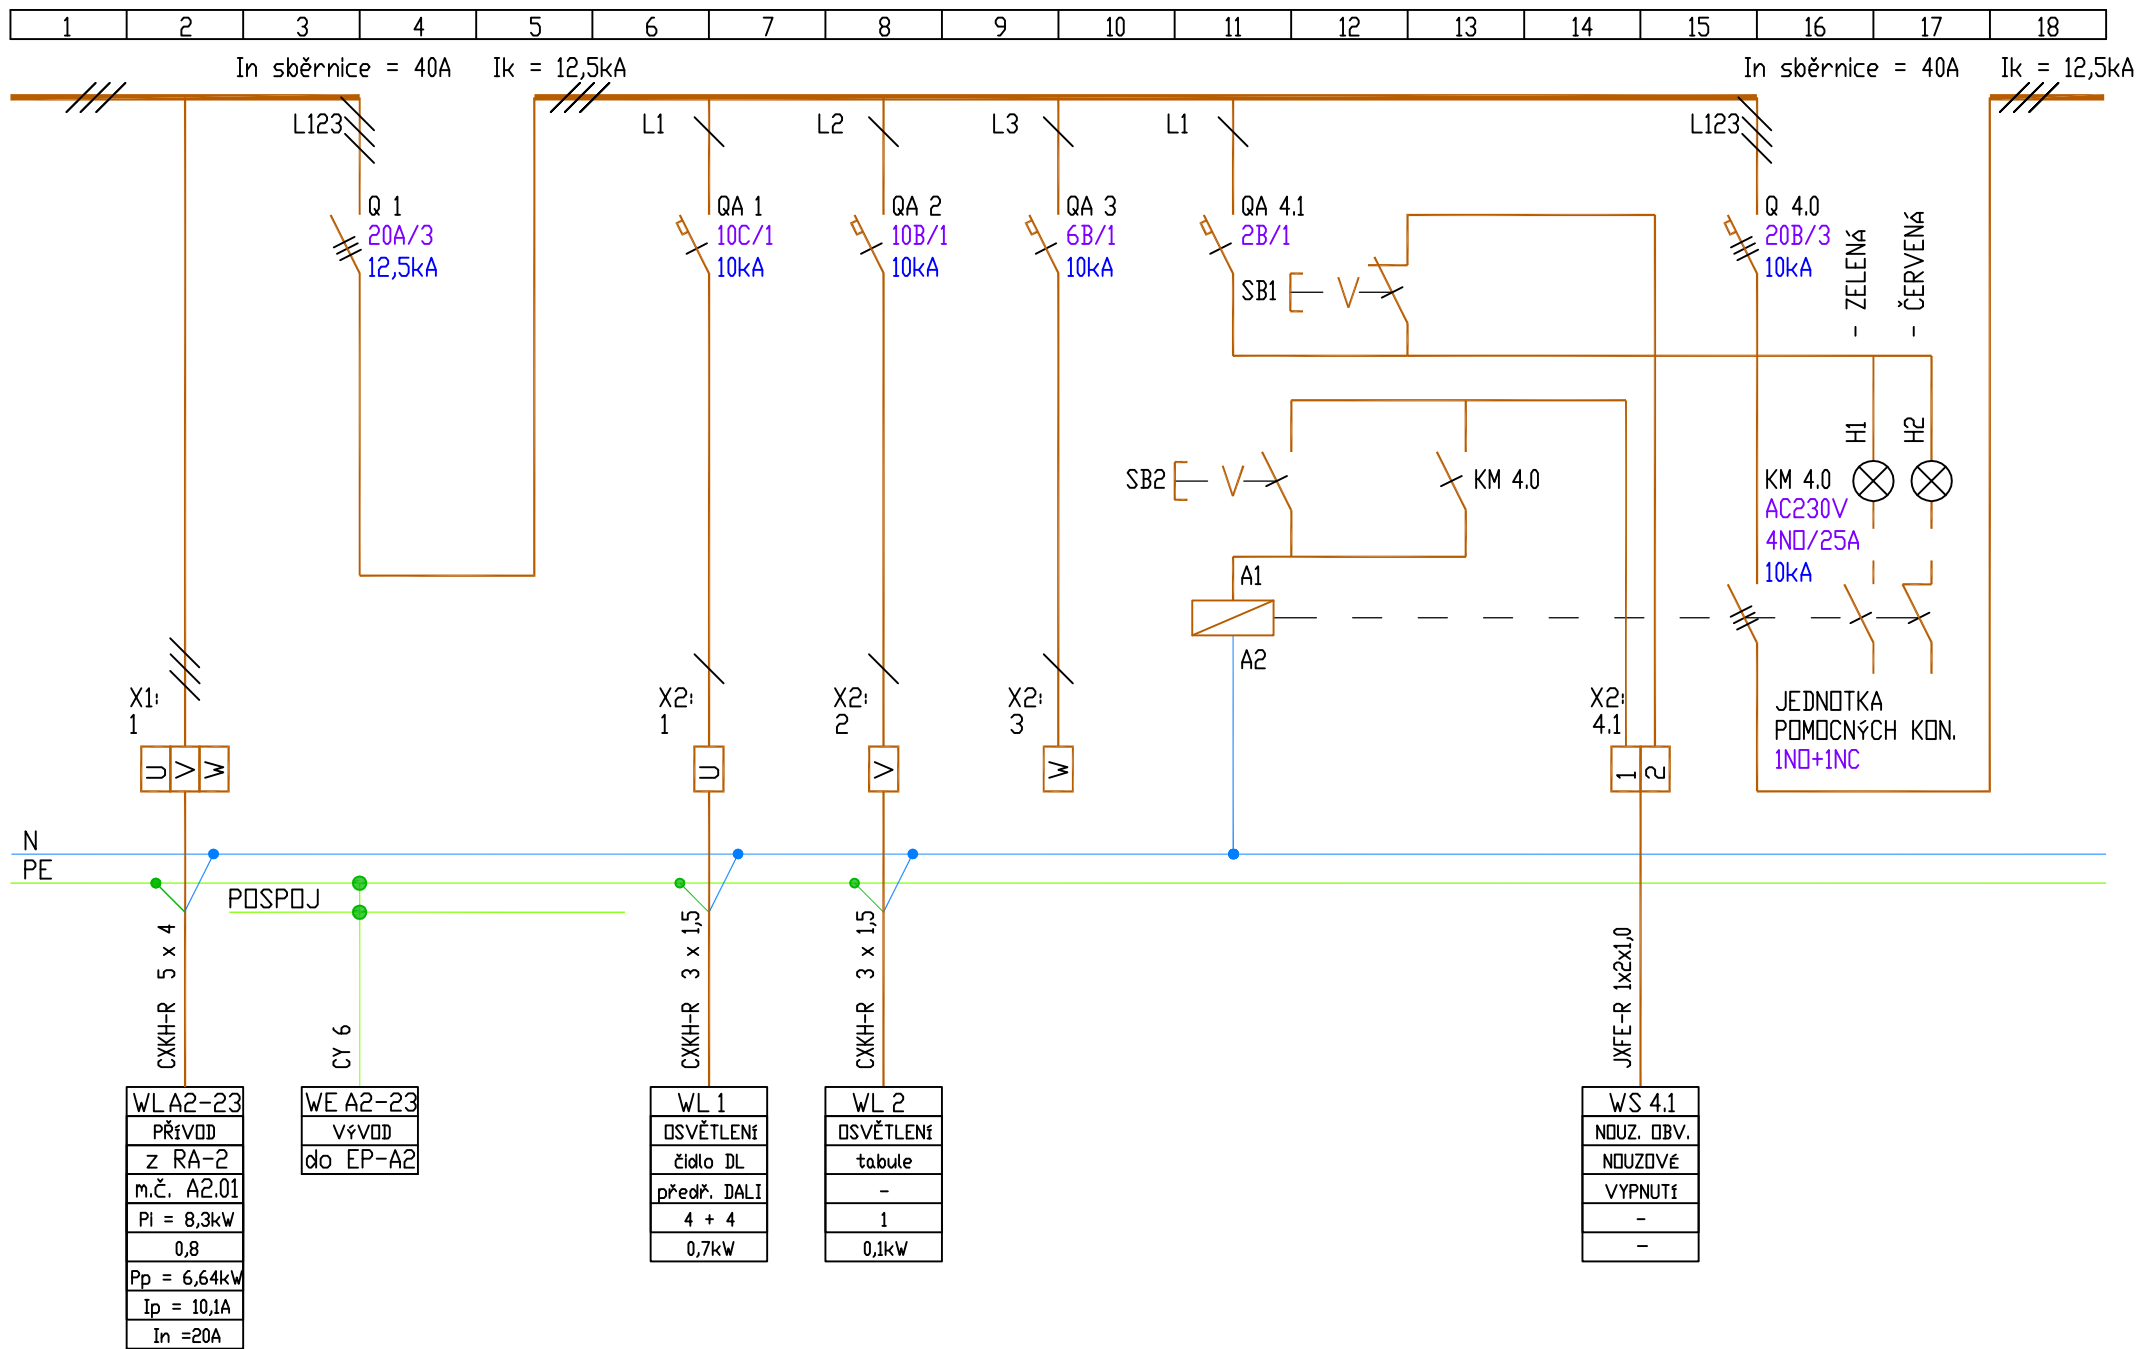 1 2 3 4 5 6 7 8 9 10 11 12 13 14 15 16 17 18
In sběrnice = 40A Ik = 12,5kA
In sběrnice = 40A Ik = 12,5kA
L123
L1
L2
L3
L1
L123
Q 1
20A/3
12,5kA
QA 1
10C/1
10kA
QA 2
10B/1
10kA
QA 3
6B/1
10kA
QA 4.1
2B/1
SB1
Q 4.0
20B/3
10kA
- ZELENÁ
- ČERVENÁ
H1
H2
SB2
KM 4.0
KM 4.0
AC230V
4NO/25A
10kA
A1
A2
X1:
1
X2:
1
X2:
2
X2:
3
X2:
4.1
JEDNOTKA
POMOCNÝCH KON.
1NO+1NC
U V W
U
V
W
1 2
N
PE
POSPOJ
CXKH-R 5 x 4
CY 6
CXKH-R 3 x 1,5
CXKH-R 3 x 1,5
JXFE-R 1x2x1,0
WL A2-23
PŘÍVOD
z RA-2
m.č. A2.01
Pi = 8,3kW
0,8
Pp = 6,64kW
Ip = 10,1A
In =20A
WE A2-23
VÝVOD
do EP-A2
WL 1
OSVĚTLENÍ
čidlo DL
předř. DALI
4 + 4
0,7kW
WL 2
OSVĚTLENÍ
tabule
-
1
0,1kW
WS 4.1
NOUZ. OBV.
NOUZOVÉ
VYPNUTÍ
-
-